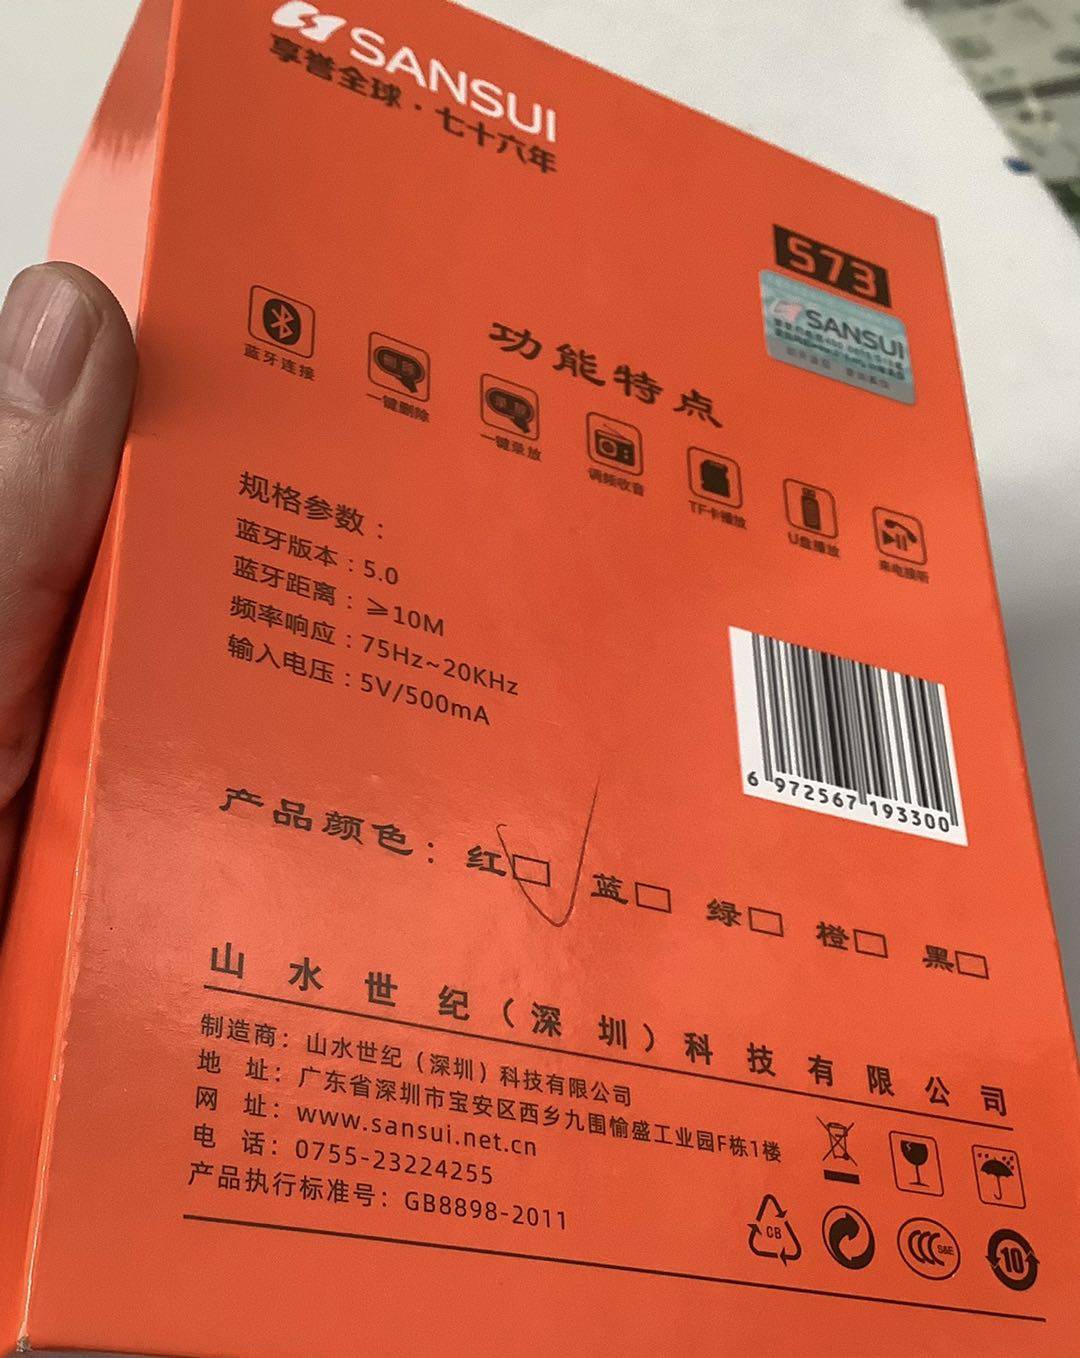 SANSUI
享誉全球·七十六年
S73
SANSUI
功能特点
蓝牙连接
一键删除
一键录放
调频收音
TF卡播放
U盘播放
来电接听
规格参数：
蓝牙版本：5.0
蓝牙距离：≥10M
频率响应：75Hz~20KHz
输入电压：5V/500mA
6 972567 193300
产品颜色：红□ 蓝□ 绿□ 橙□ 黑□
山水世纪（深圳）科技有限公司
制造商：山水世纪（深圳）科技有限公司
地 址：广东省深圳市宝安区西乡九围愉盛工业园F栋1楼
网 址：www.sansui.net.cn
电 话：0755-23224255
产品执行标准号：GB8898-2011
CB
CCC S&E
10